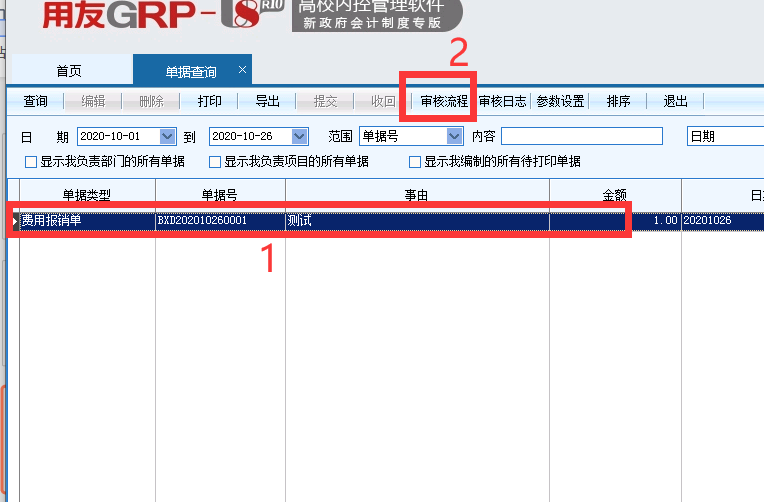 用友GRP-U8 R10 高校内控管理软件
新政府会计制度专版
2
首页 单据查询 ×
查询 编辑 删除 打印 导出 提交 收回 审核流程 审核日志 参数设置 排序 退出
日 期 2020-10-01 到 2020-10-26 范围 单据号 内容 日期
显示我负责部门的所有单据 显示我负责项目的所有单据 显示我编制的所有待打印单据
单据类型 单据号 事由 金额 日
费用报销单 BXD202010260001 测试 1.00 20201026
1